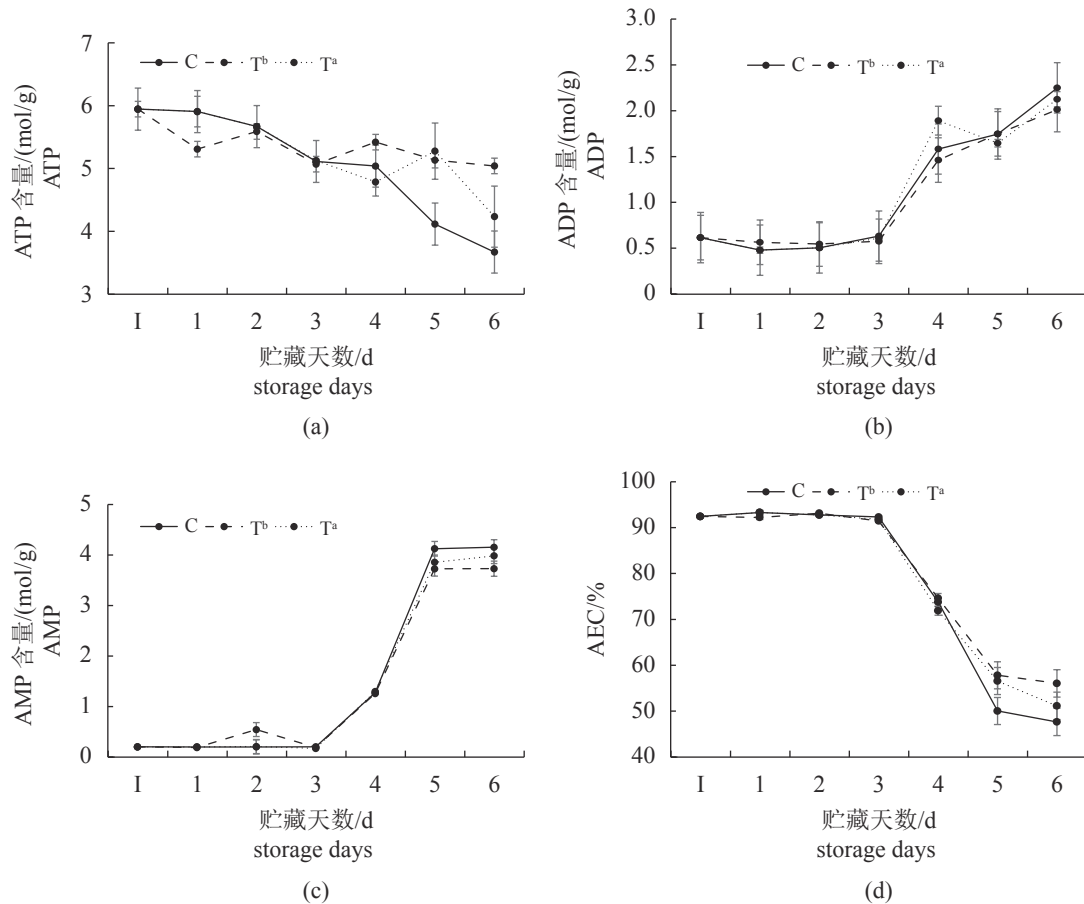 7
6
5
4
3
ATP 含量/(mol/g)
ATP
C Tᵇ Tᵃ
I 1 2 3 4 5 6
贮藏天数/d
storage days
(a)
3.0
2.5
2.0
1.5
1.0
0.5
0
ADP 含量/(mol/g)
ADP
C Tᵇ Tᵃ
I 1 2 3 4 5 6
贮藏天数/d
storage days
(b)
5
4
3
2
1
0
AMP 含量/(mol/g)
AMP
C Tᵇ Tᵃ
I 1 2 3 4 5 6
贮藏天数/d
storage days
(c)
100
90
80
70
60
50
40
AEC/%
C Tᵇ Tᵃ
I 1 2 3 4 5 6
贮藏天数/d
storage days
(d)